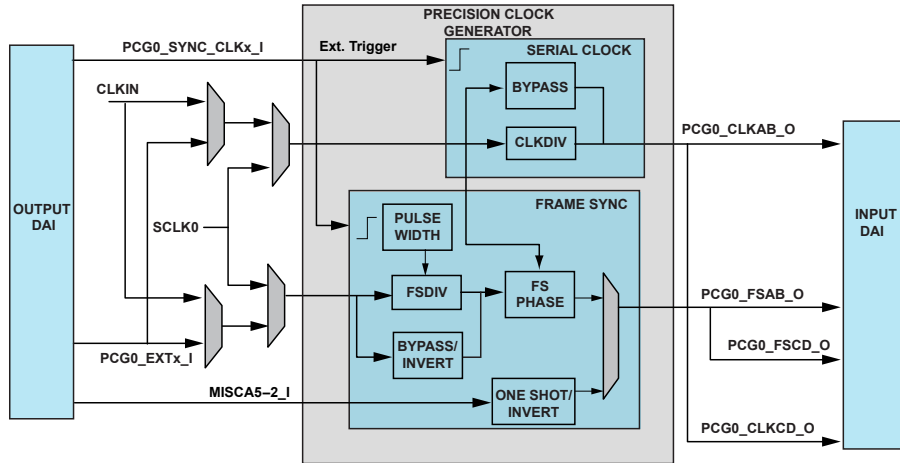 PRECISION CLOCK
GENERATOR
PCG0_SYNC_CLKx_I
Ext. Trigger
SERIAL CLOCK
CLKIN
BYPASS
CLKDIV
PCG0_CLKAB_O
OUTPUT
DAI
SCLK0
INPUT
DAI
FRAME SYNC
PULSE
WIDTH
FSDIV
FS
PHASE
PCG0_FSAB_O
BYPASS/
INVERT
PCG0_FSCD_O
PCG0_EXTx_I
MISCA5–2_I
ONE SHOT/
INVERT
PCG0_CLKCD_O